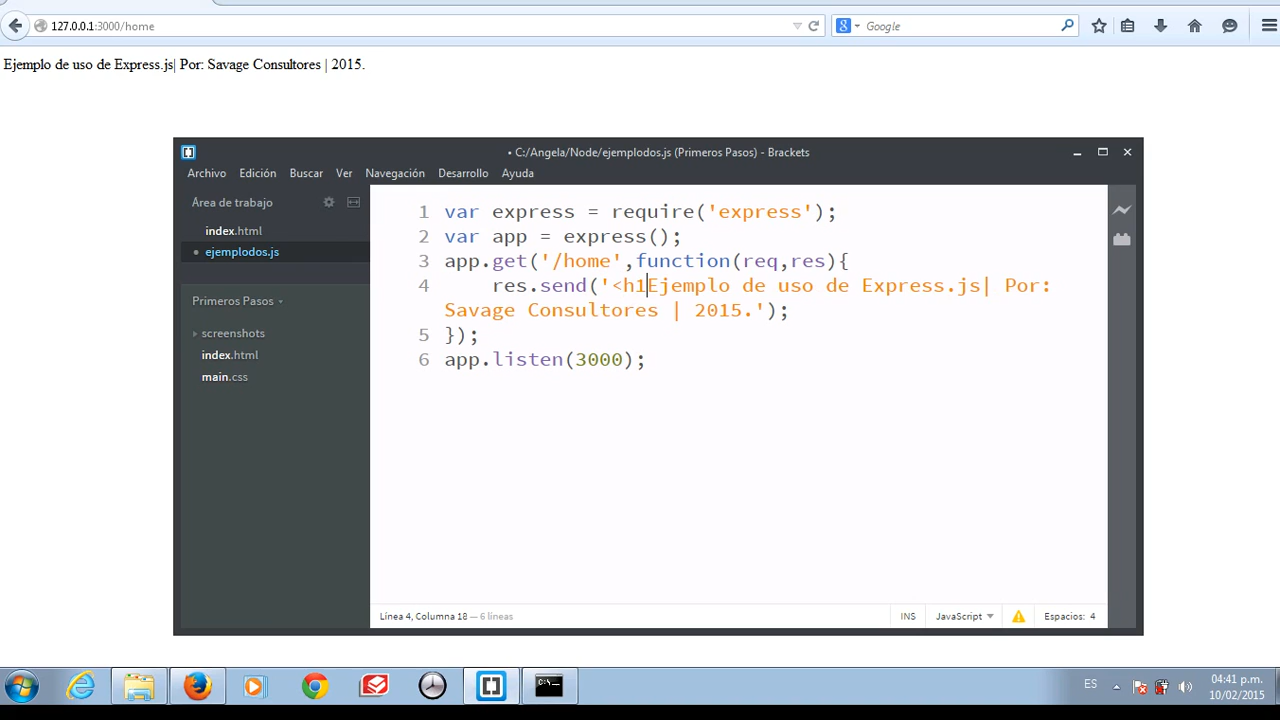 127.0.0.1:3000/home
Google
Ejemplo de uso de Express.js| Por: Savage Consultores | 2015.
• C:/Angela/Node/ejemplodos.js (Primeros Pasos) - Brackets
Archivo Edición Buscar Ver Navegación Desarrollo Ayuda
Área de trabajo
index.html
• ejemplodos.js
Primeros Pasos
screenshots
index.html
main.css
1 var express = require('express');
2 var app = express();
3 app.get('/home',function(req,res){
4 res.send('<h1Ejemplo de uso de Express.js| Por:
Savage Consultores | 2015.');
5 });
6 app.listen(3000);
Línea 4, Columna 18 — 6 líneas
INS JavaScript Espacios: 4
ES
04:41 p.m.
10/02/2015